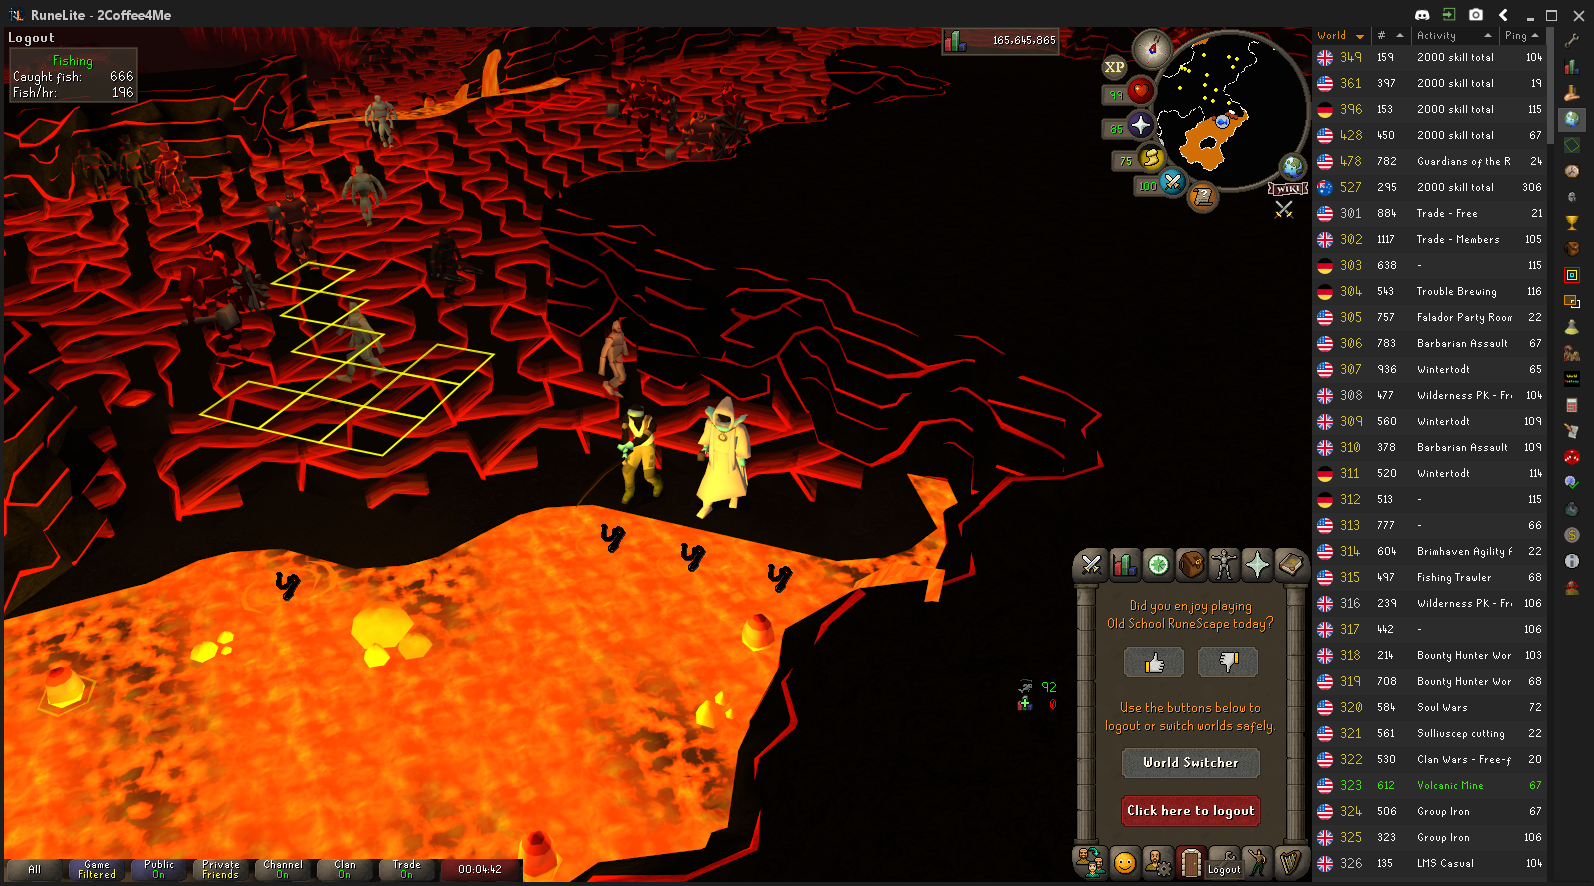 RuneLite - 2Coffee4Me
Logout
Fishing
Caught fish: 666
Fish/hr: 196
165,645,865
XP
99
85
75
100
WIKI
92
0
Did you enjoy playing
Old School RuneScape today?
Use the buttons below to
logout or switch worlds safely.
World Switcher
Click here to logout
Logout
All
Game
Filtered
Public
On
Private
Friends
Channel
On
Clan
On
Trade
On
00:04:42
World # Activity Ping
349 159 2000 skill total 104
361 397 2000 skill total 19
396 153 2000 skill total 115
428 450 2000 skill total 67
478 782 Guardians of the R 24
527 295 2000 skill total 306
301 884 Trade - Free 21
302 1117 Trade - Members 105
303 638 - 115
304 543 Trouble Brewing 116
305 757 Falador Party Room 22
306 783 Barbarian Assault 67
307 936 Wintertodt 65
308 477 Wilderness PK - Fr 104
309 560 Wintertodt 109
310 378 Barbarian Assault 109
311 520 Wintertodt 114
312 513 - 115
313 777 - 66
314 604 Brimhaven Agility 22
315 497 Fishing Trawler 68
316 239 Wilderness PK - Fr 106
317 442 - 106
318 214 Bounty Hunter Wor 103
319 708 Bounty Hunter Wor 68
320 584 Soul Wars 72
321 561 Sulliuscep cutting 22
322 530 Clan Wars - Free-f 20
323 612 Volcanic Mine 67
324 506 Group Iron 67
325 323 Group Iron 106
326 135 LMS Casual 104